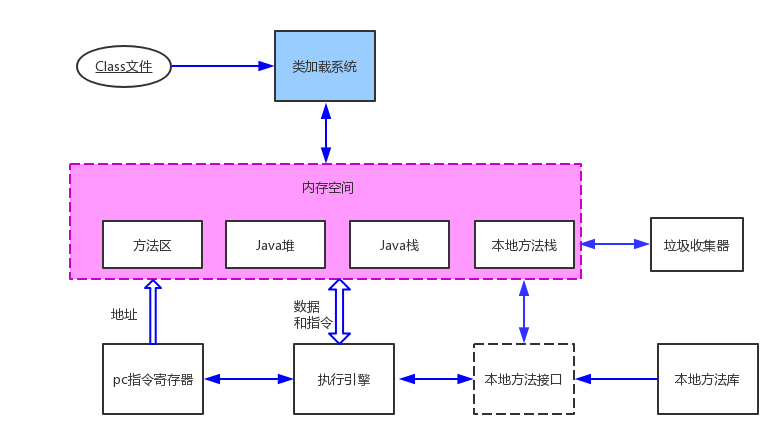 Class文件
类加载系统
内存空间
方法区
Java堆
Java栈
本地方法栈
垃圾收集器
地址
数据
和指令
pc指令寄存器
执行引擎
本地方法接口
本地方法库